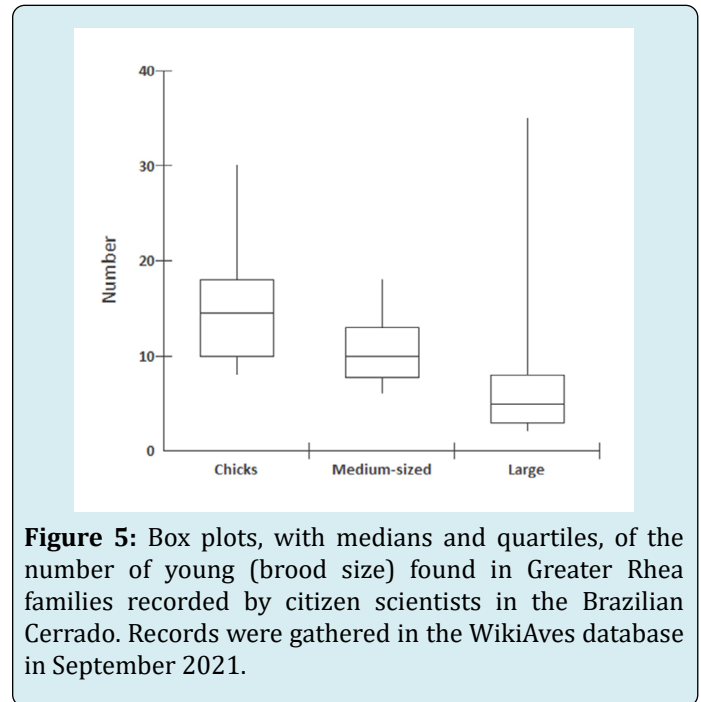 40
30
20
10
0
Number
Chicks Medium-sized Large
Figure 5: Box plots, with medians and quartiles, of the
number of young (brood size) found in Greater Rhea
families recorded by citizen scientists in the Brazilian
Cerrado. Records were gathered in the WikiAves database
in September 2021.